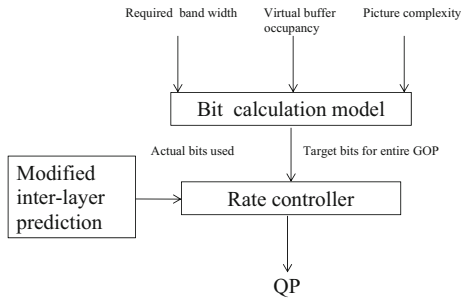 Required band width
Virtual buffer
occupancy
Picture complexity
Bit calculation model
Actual bits used
Target bits for entire GOP
Modified
inter-layer
prediction
Rate controller
QP